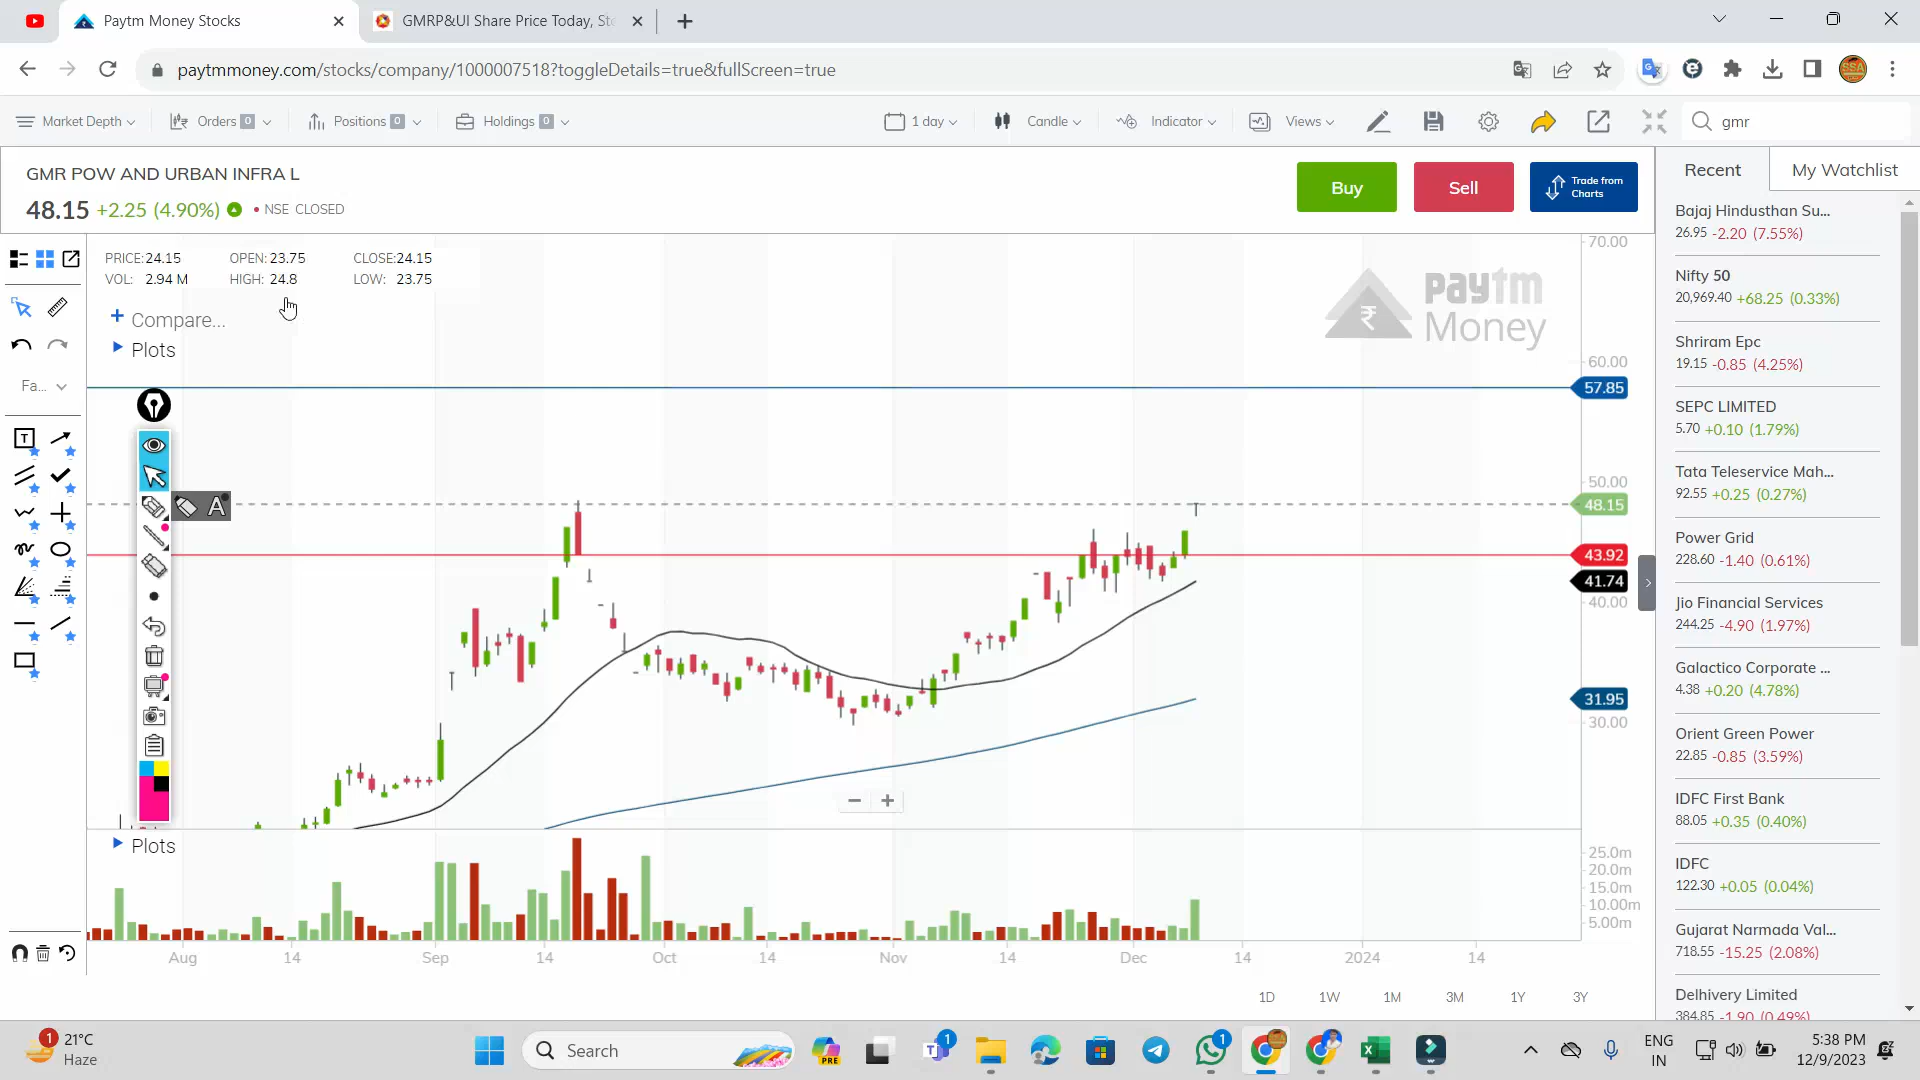 Paytm Money Stocks
GMRP&UI Share Price Today, St
paytmmoney.com/stocks/company/1000007518?toggleDetails=true&fullScreen=true
Market Depth
Orders 0
Positions 0
Holdings 0
1 day
Candle
Indicator
Views
gmr
GMR POW AND URBAN INFRA L
48.15 +2.25 (4.90%) • NSE CLOSED
Buy
Sell
Trade from
Charts
Recent
My Watchlist
PRICE:24.15 OPEN:23.75 CLOSE:24.15
VOL: 2.94 M HIGH: 24.8 LOW: 23.75
+ Compare...
Plots
Fa...
T
A
paytm
Money
₹
70.00
60.00
57.85
50.00
48.15
43.92
41.74
40.00
31.95
30.00
Plots
25.0m
20.0m
15.0m
10.00m
5.00m
Aug 14 Sep 14 Oct 14 Nov 14 Dec 14 2024 14
1D 1W 1M 3M 1Y 3Y
Bajaj Hindusthan Su...
26.95 -2.20 (7.55%)
Nifty 50
20,969.40 +68.25 (0.33%)
Shriram Epc
19.15 -0.85 (4.25%)
SEPC LIMITED
5.70 +0.10 (1.79%)
Tata Teleservice Mah...
92.55 +0.25 (0.27%)
Power Grid
228.60 -1.40 (0.61%)
Jio Financial Services
244.25 -4.90 (1.97%)
Galactico Corporate ...
4.38 +0.20 (4.78%)
Orient Green Power
22.85 -0.85 (3.59%)
IDFC First Bank
88.05 +0.35 (0.40%)
IDFC
122.30 +0.05 (0.04%)
Gujarat Narmada Val...
718.55 -15.25 (2.08%)
Delhivery Limited
384.85 -1.90 (0.49%)
1
21°C
Haze
Search
PRE
1
1
ENG
IN
5:38 PM
12/9/2023